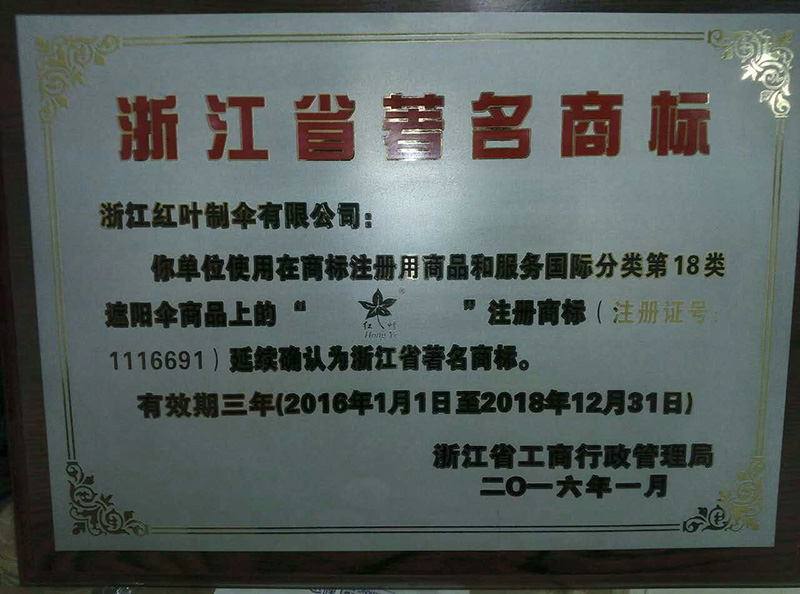 浙江省著名商标
浙江红叶制伞有限公司：
你单位使用在商标注册用商品和服务国际分类第18类
遮阳伞商品上的“ 红叶 Hong Ye ® ”注册商标（注册证号：
1116691）延续确认为浙江省著名商标。
有效期三年(2016年1月1日至2018年12月31日)
浙江省工商行政管理局
二〇一六年一月